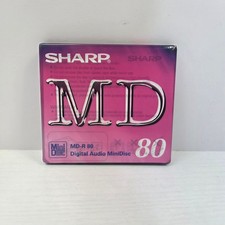 SHARP
SHARP
MD
Mini Disc
MD-R 80
Digital Audio MiniDisc
80